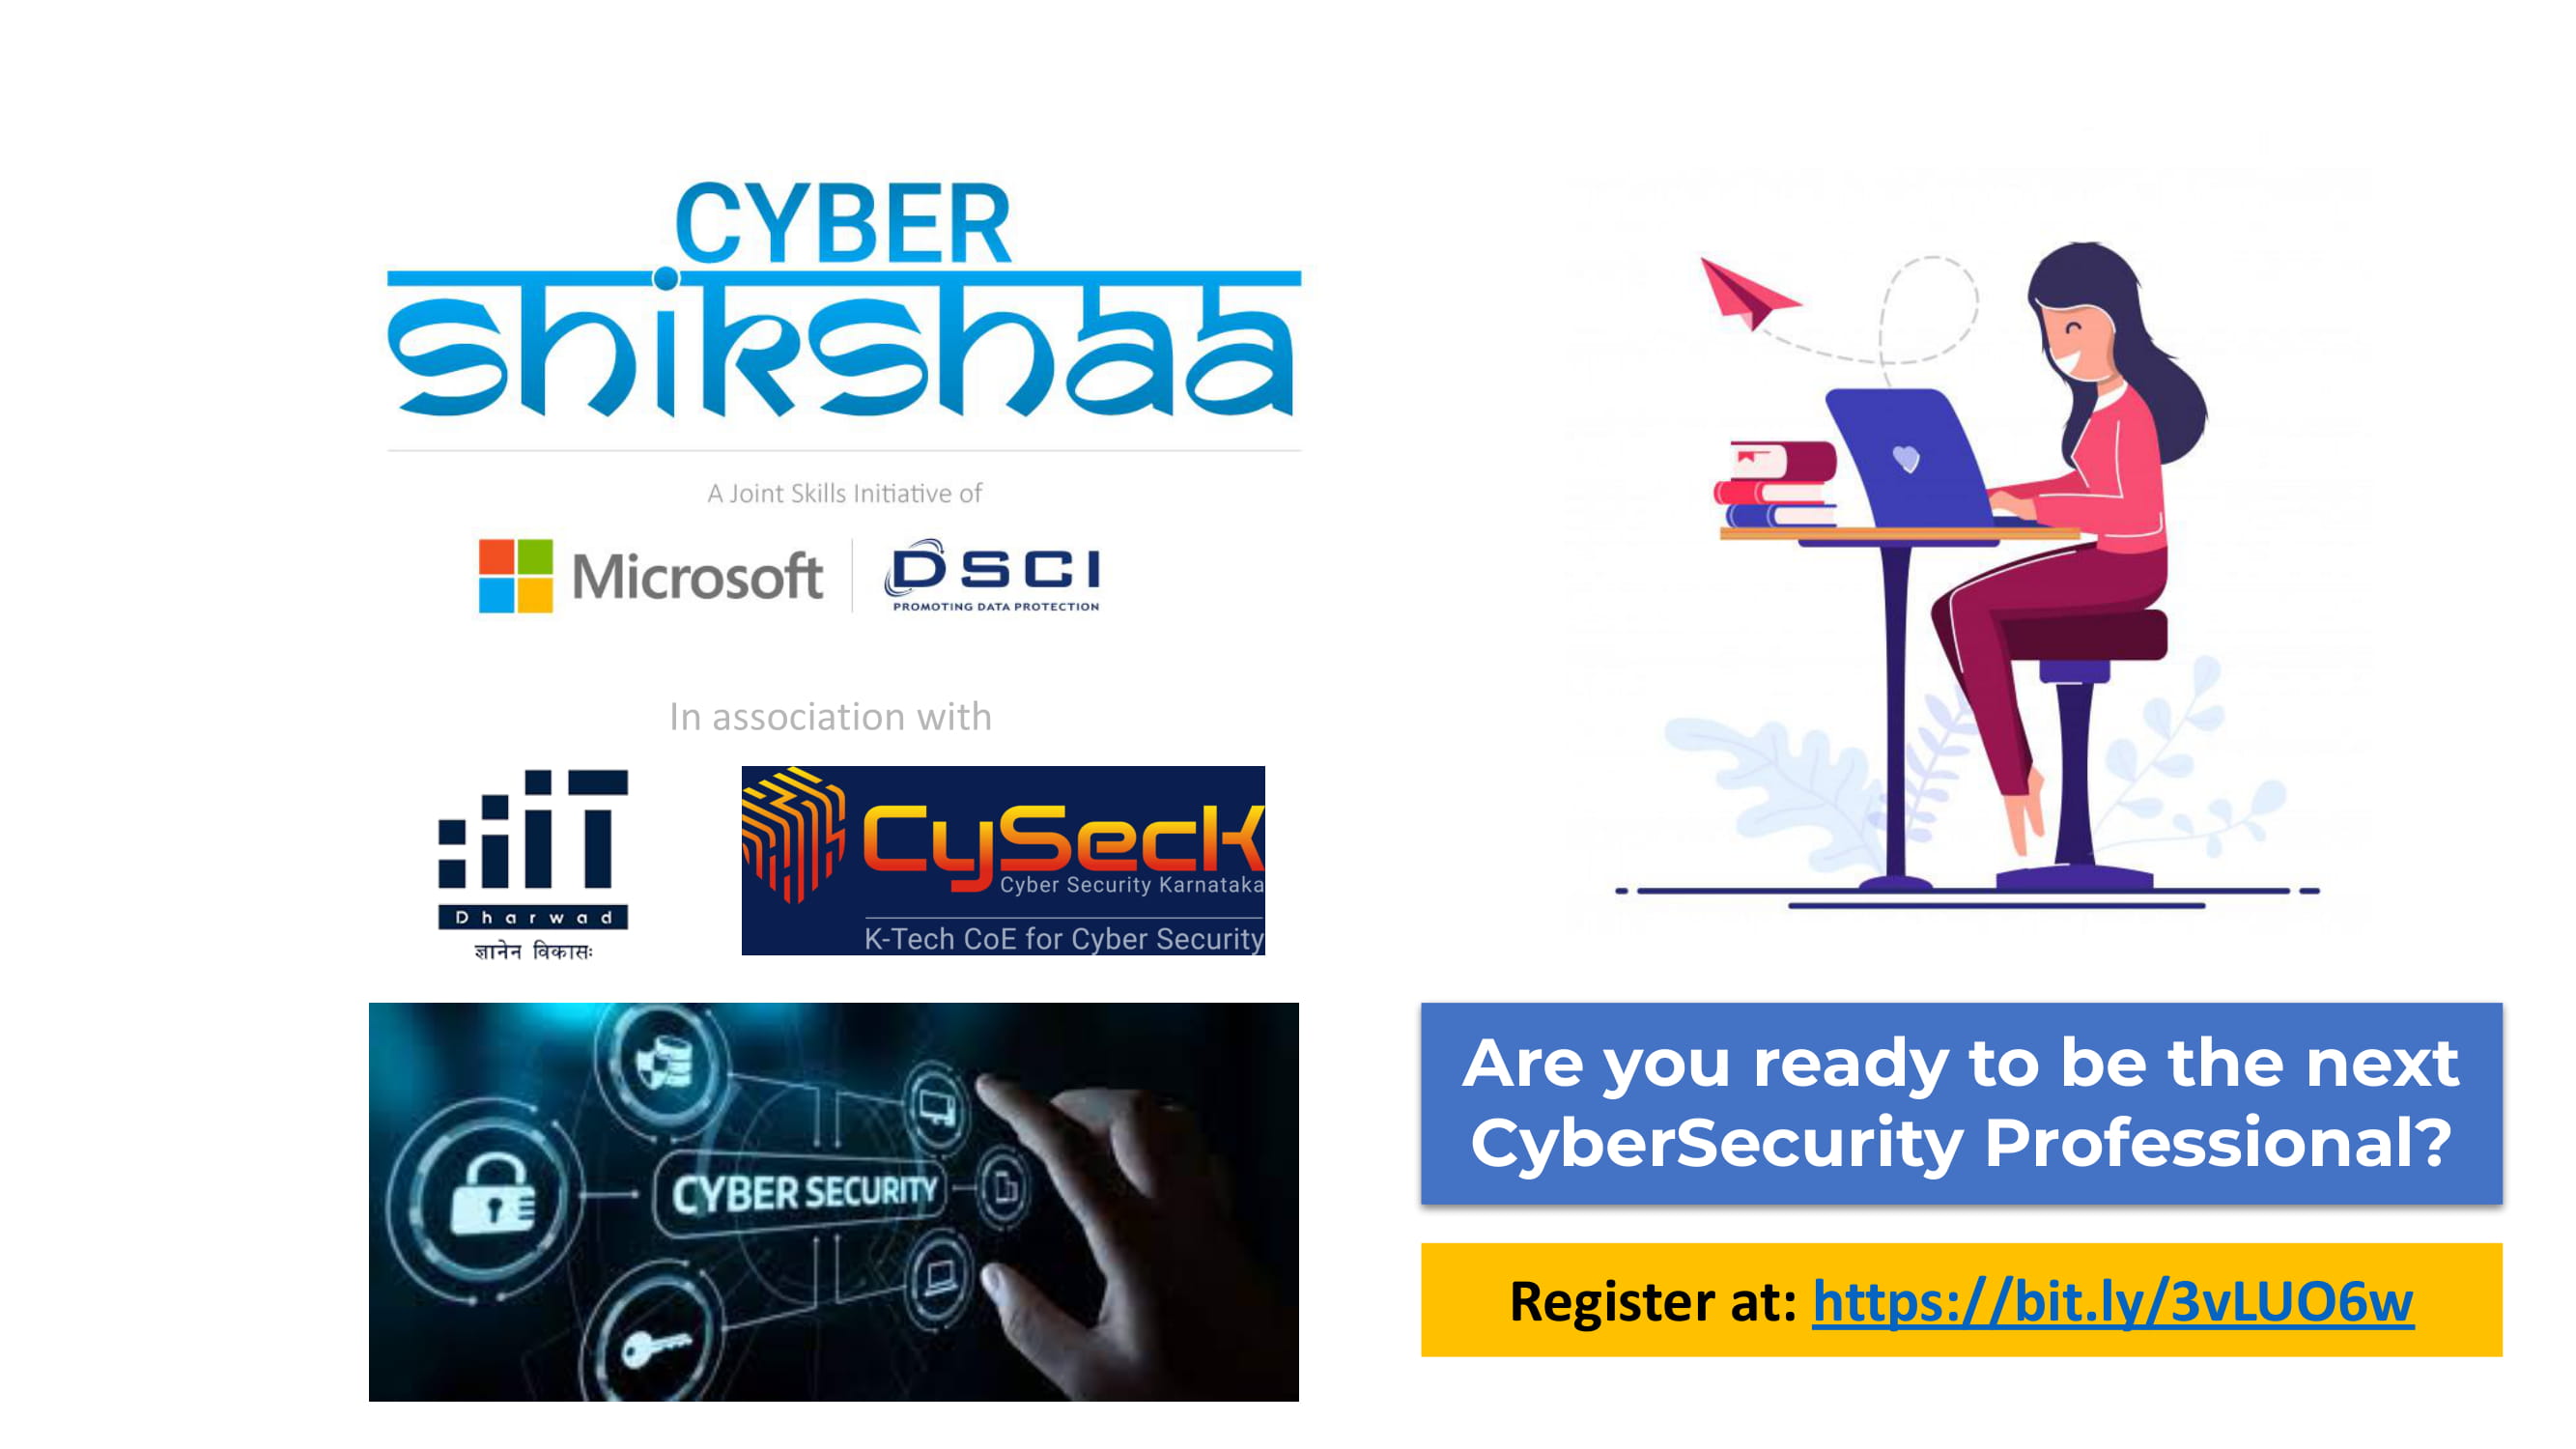 CYBER
shikshaa
A Joint Skills Initiative of
Microsoft
DSCI
PROMOTING DATA PROTECTION
In association with
IIIT
Dharwad
ज्ञानेन विकासः
CySecK
Cyber Security Karnataka
K-Tech CoE for Cyber Security
CYBER SECURITY
Are you ready to be the next
CyberSecurity Professional?
Register at: https://bit.ly/3vLUO6w